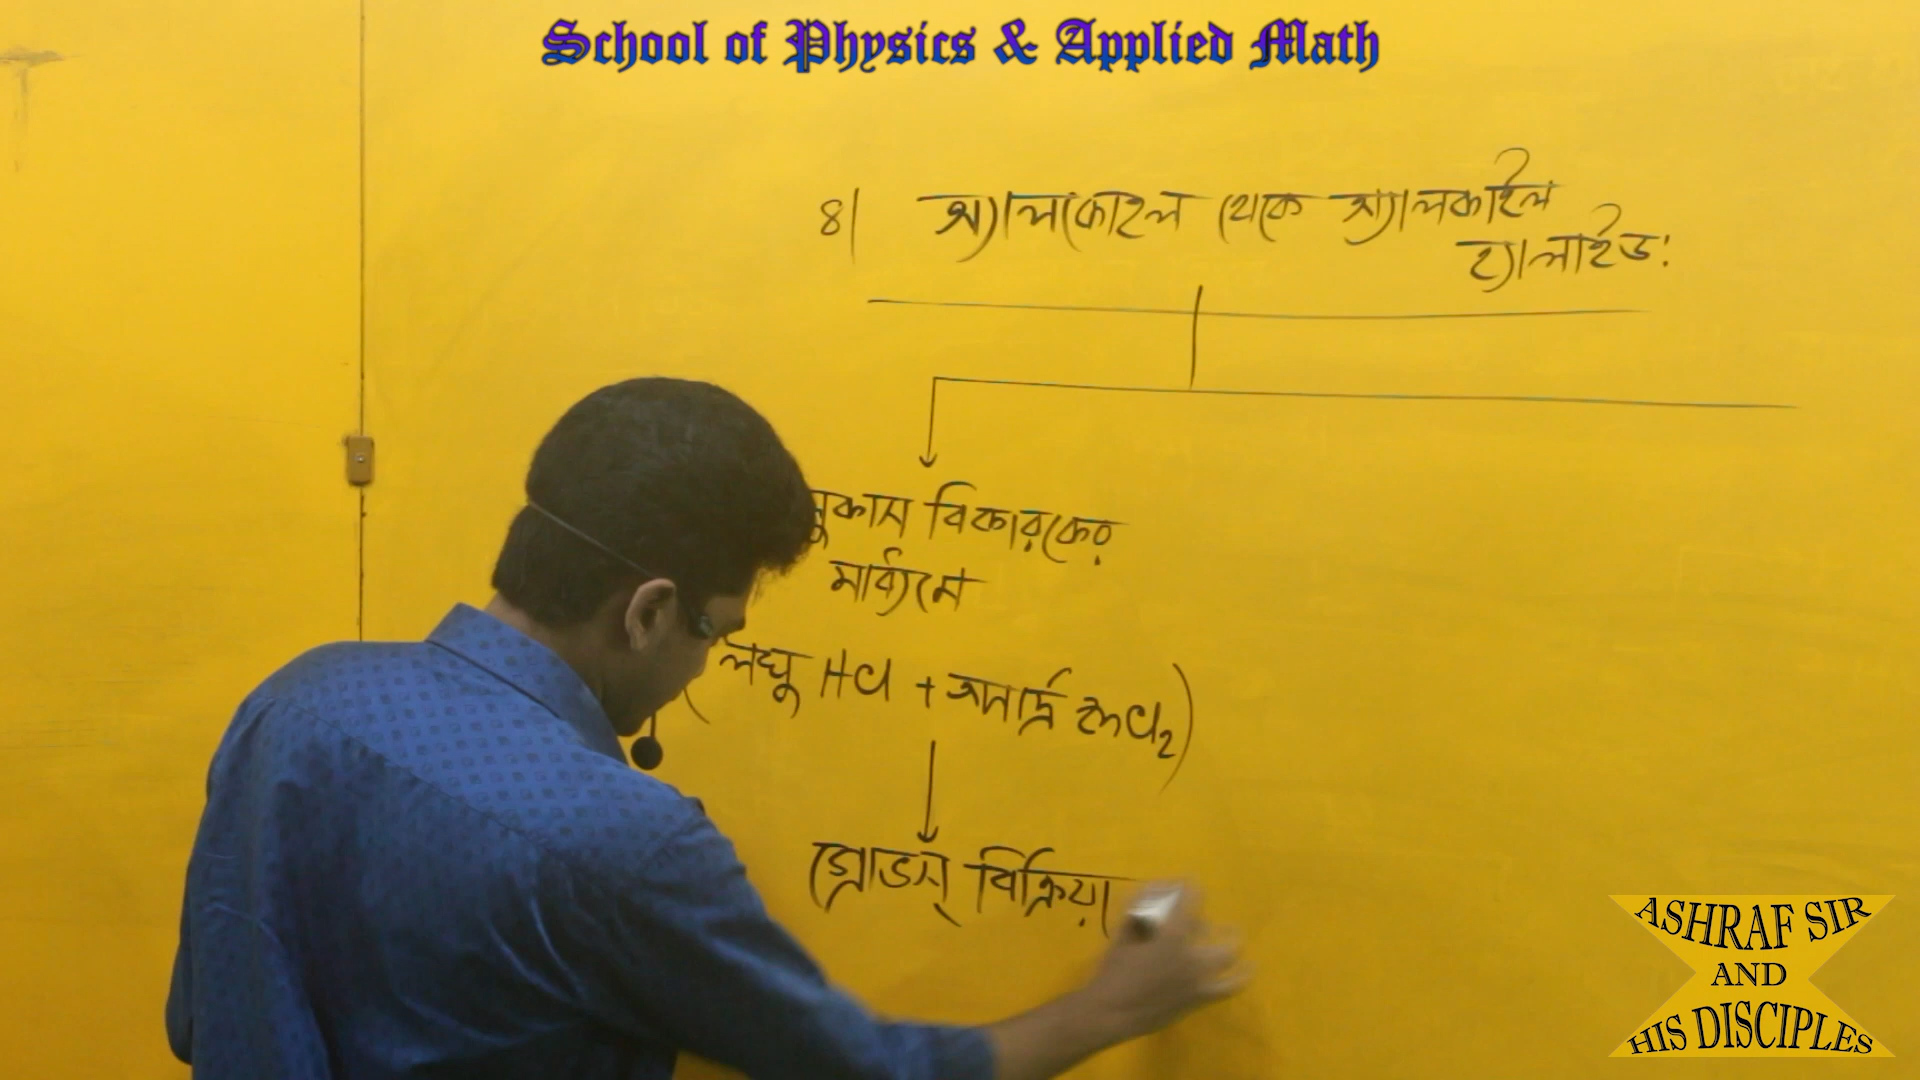 School of Physics & Applied Math
৪| অ্যালকোহল থেকে অ্যালকাইল
হ্যালাইড:
লুকাস বিকারকের
মাধ্যমে
(লঘু HCl + অনার্দ্র ZnCl₂)
গ্রোভস্ বিক্রিয়া
ASHRAF SIR
AND
HIS DISCIPLES